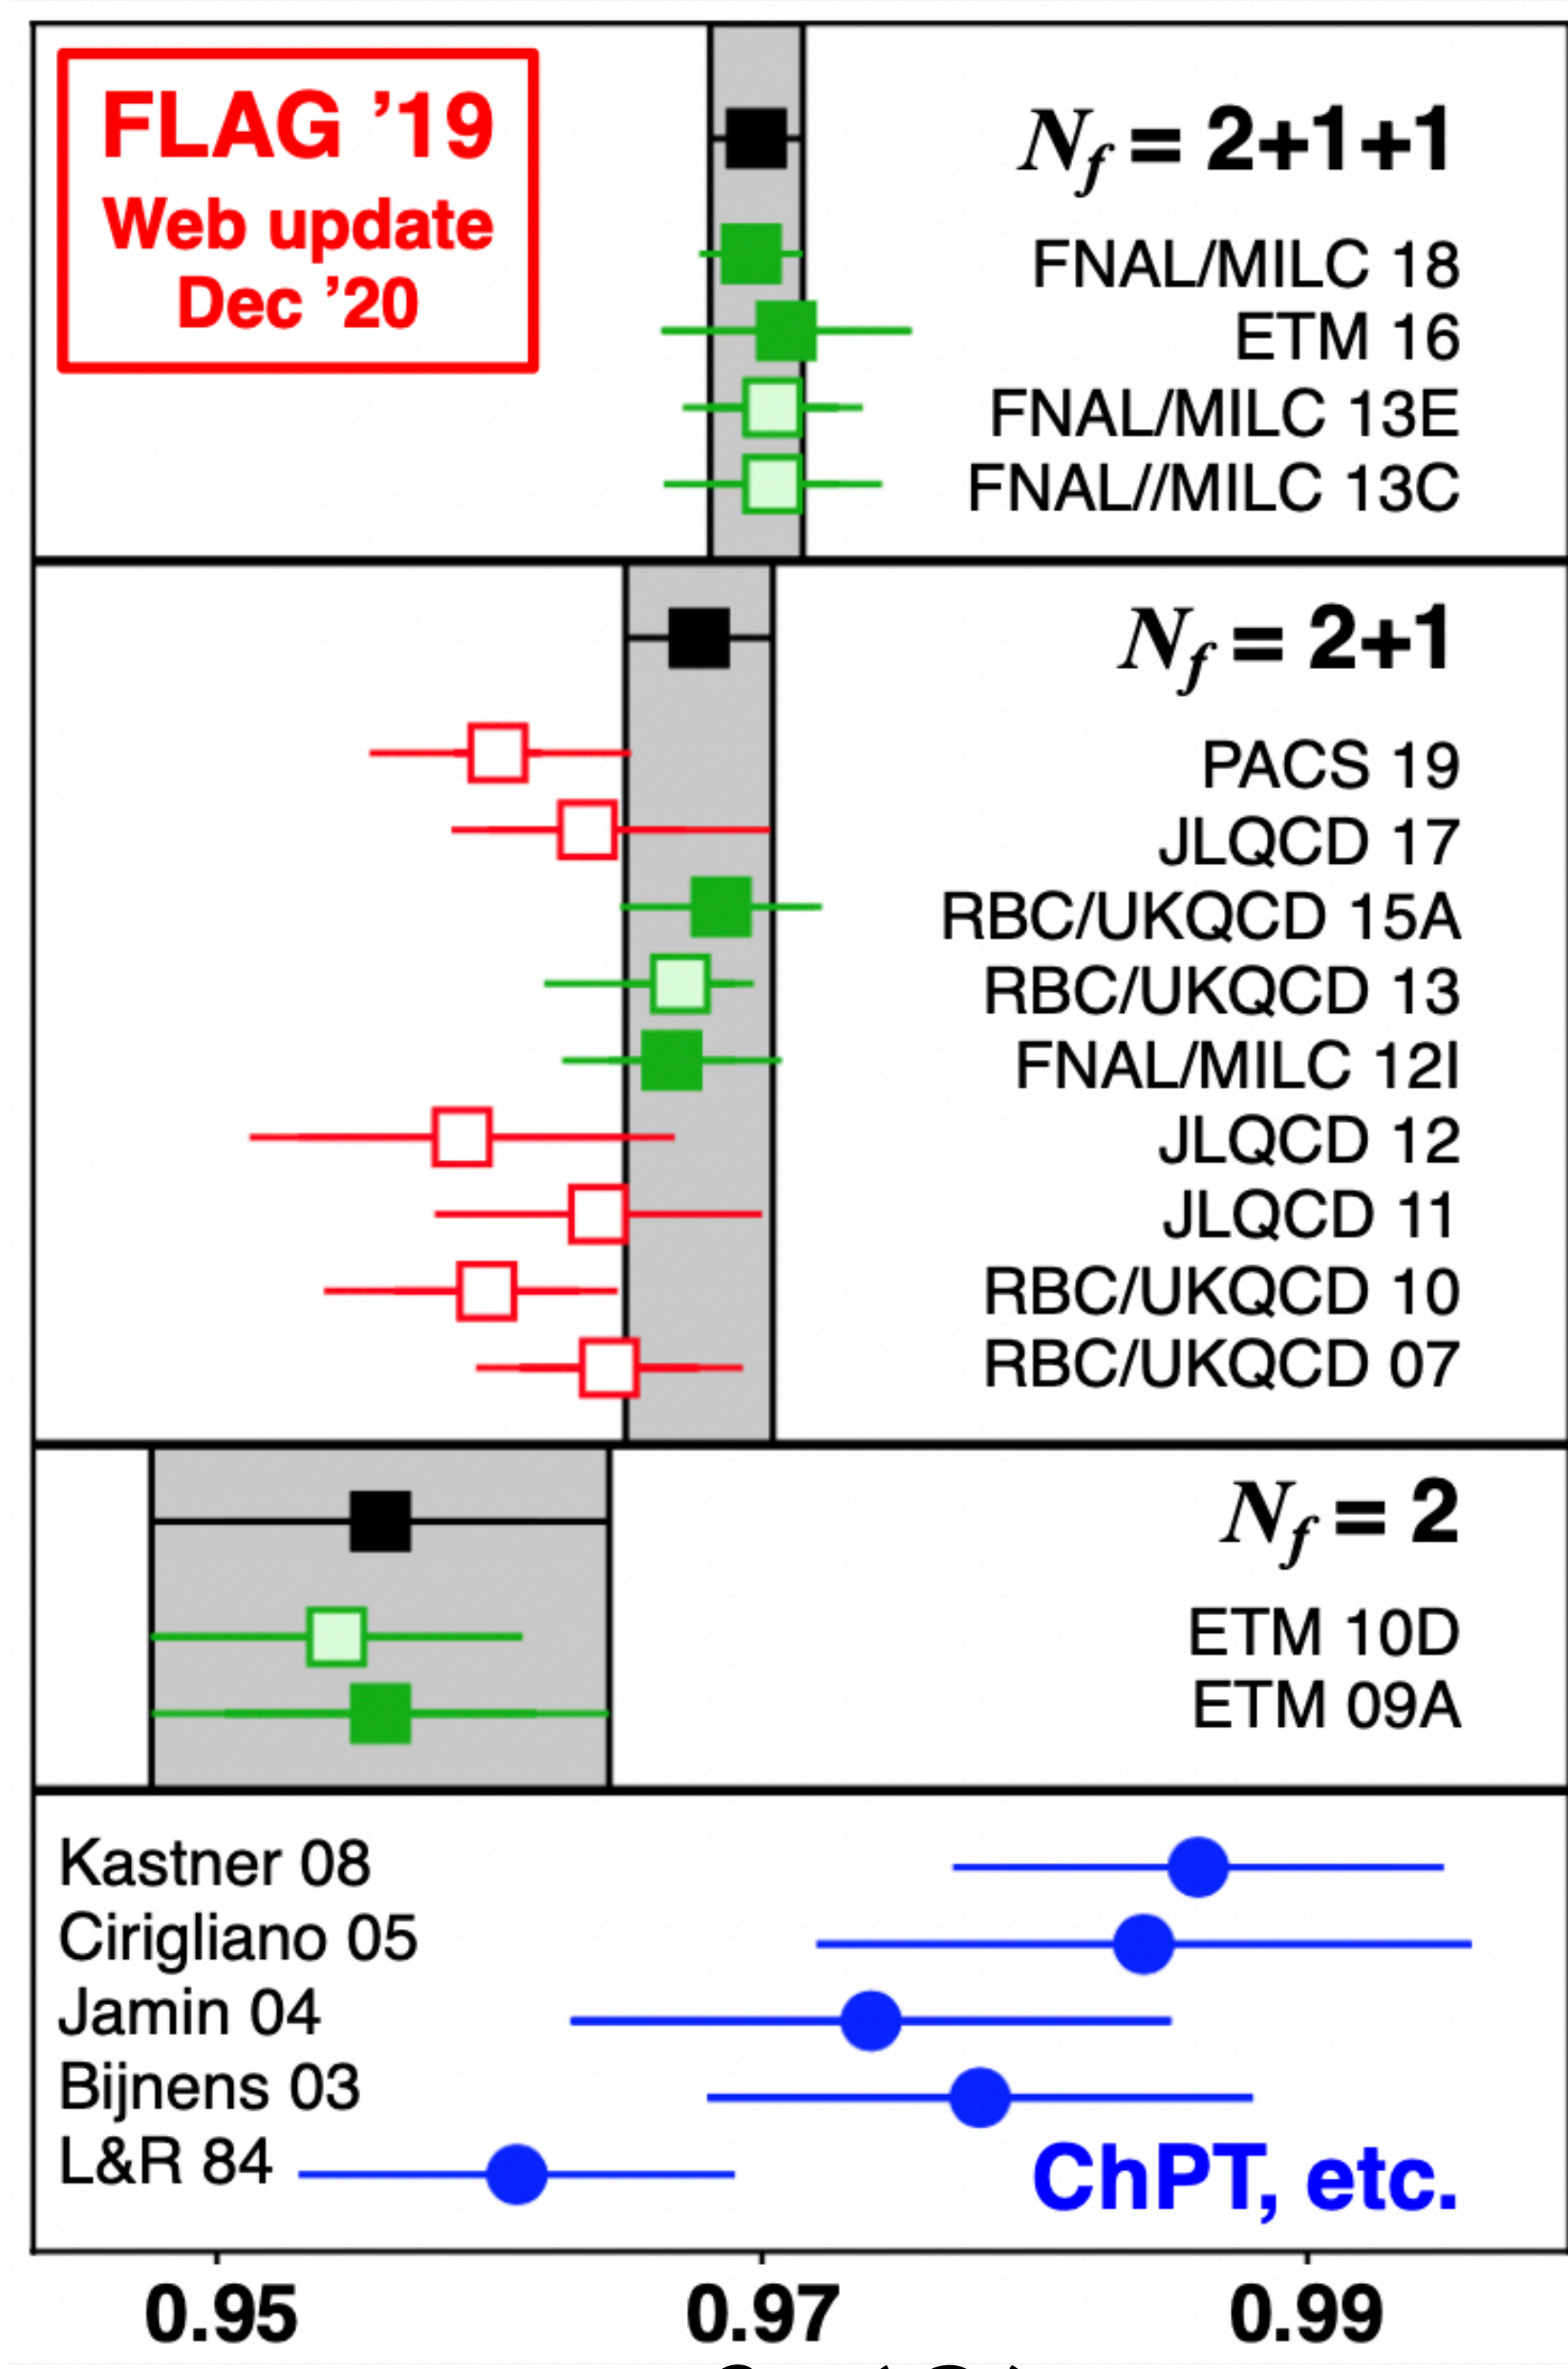 FLAG ’19
Web update
Dec ’20
N_f = 2+1+1
FNAL/MILC 18
ETM 16
FNAL/MILC 13E
FNAL//MILC 13C
N_f = 2+1
PACS 19
JLQCD 17
RBC/UKQCD 15A
RBC/UKQCD 13
FNAL/MILC 12I
JLQCD 12
JLQCD 11
RBC/UKQCD 10
RBC/UKQCD 07
N_f = 2
ETM 10D
ETM 09A
Kastner 08
Cirigliano 05
Jamin 04
Bijnens 03
L&R 84
ChPT, etc.
0.95 0.97 0.99